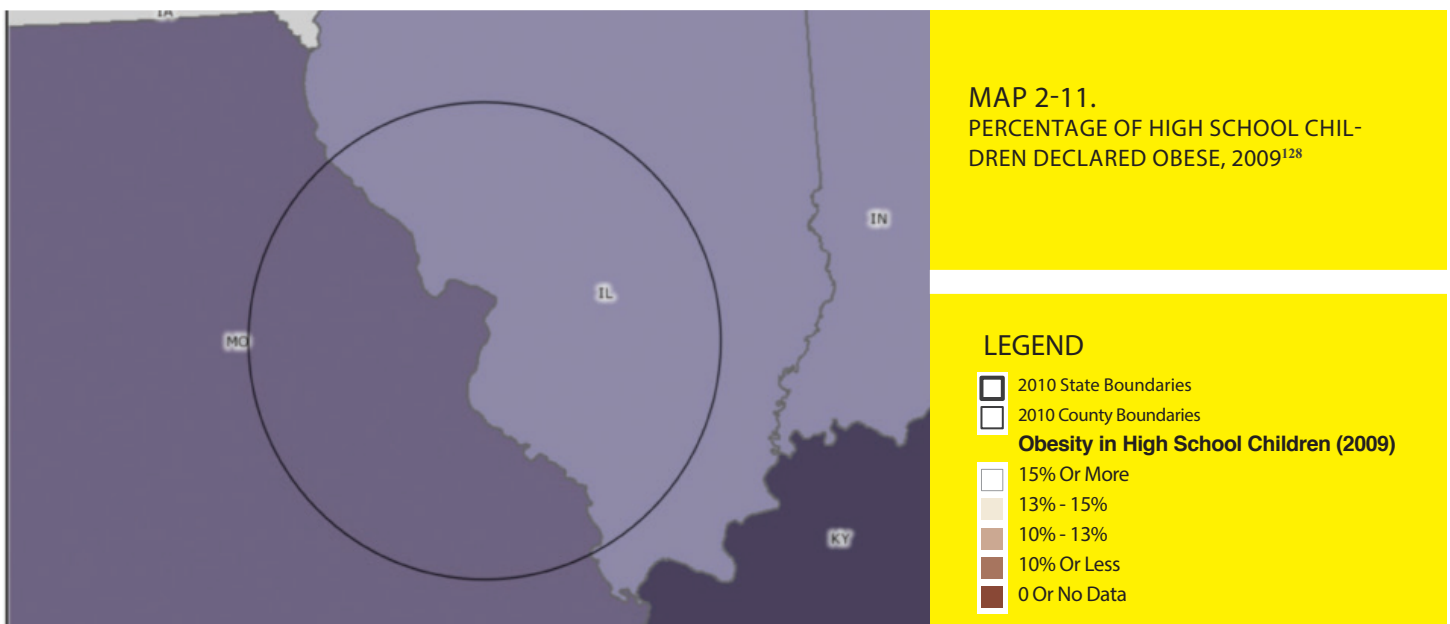 IA
IN
IL
MO
KY
MAP 2-11.
PERCENTAGE OF HIGH SCHOOL CHIL-
DREN DECLARED OBESE, 2009128
LEGEND
2010 State Boundaries
2010 County Boundaries
Obesity in High School Children (2009)
15% Or More
13% - 15%
10% - 13%
10% Or Less
0 Or No Data